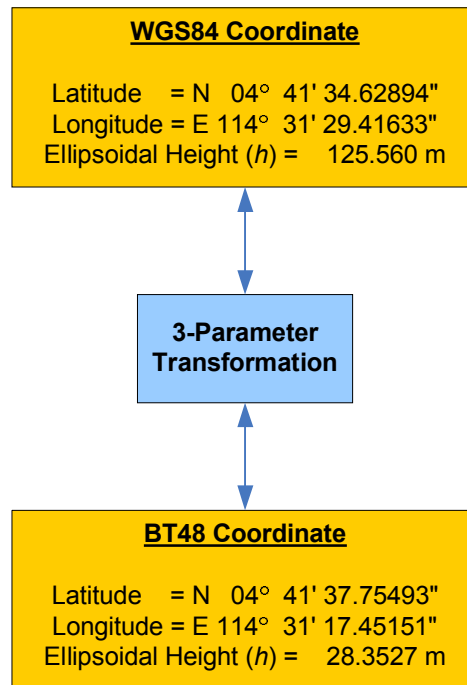 WGS84 Coordinate
Latitude = N 04° 41' 34.62894"
Longitude = E 114° 31' 29.41633"
Ellipsoidal Height (h) = 125.560 m
3-Parameter
Transformation
BT48 Coordinate
Latitude = N 04° 41' 37.75493"
Longitude = E 114° 31' 17.45151"
Ellipsoidal Height (h) = 28.3527 m